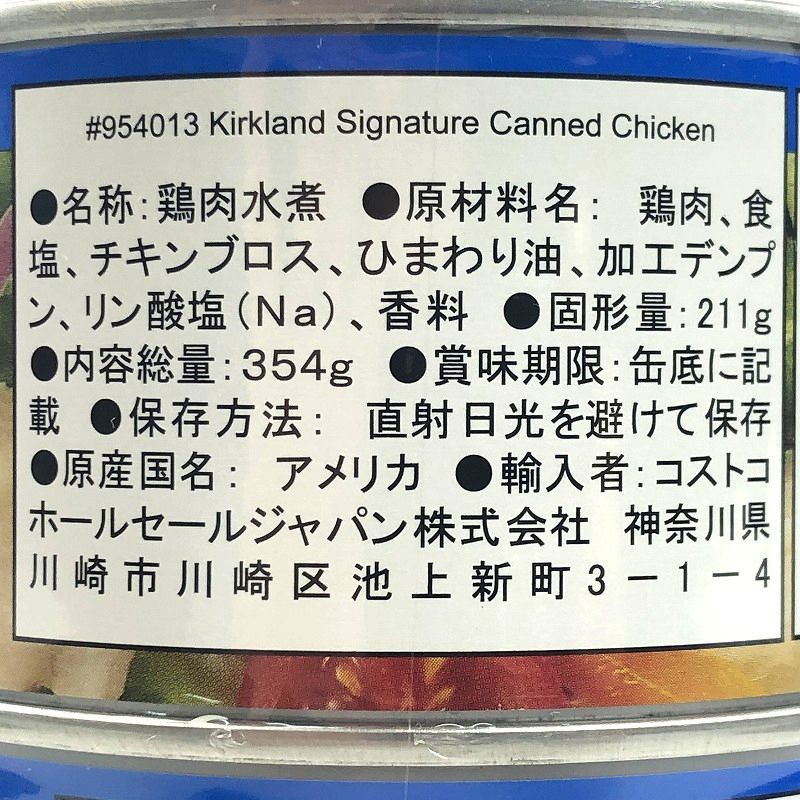 #954013 Kirkland Signature Canned Chicken
●名称:鶏肉水煮 ●原材料名: 鶏肉、食
塩、チキンブロス、ひまわり油、加工デンプ
ン、リン酸塩(Na)、香料 ●固形量:211g
●内容総量:354g ●賞味期限:缶底に記
載 ●保存方法: 直射日光を避けて保存
●原産国名: アメリカ ●輸入者:コストコ
ホールセールジャパン株式会社 神奈川県
川崎市川崎区池上新町3-1-4